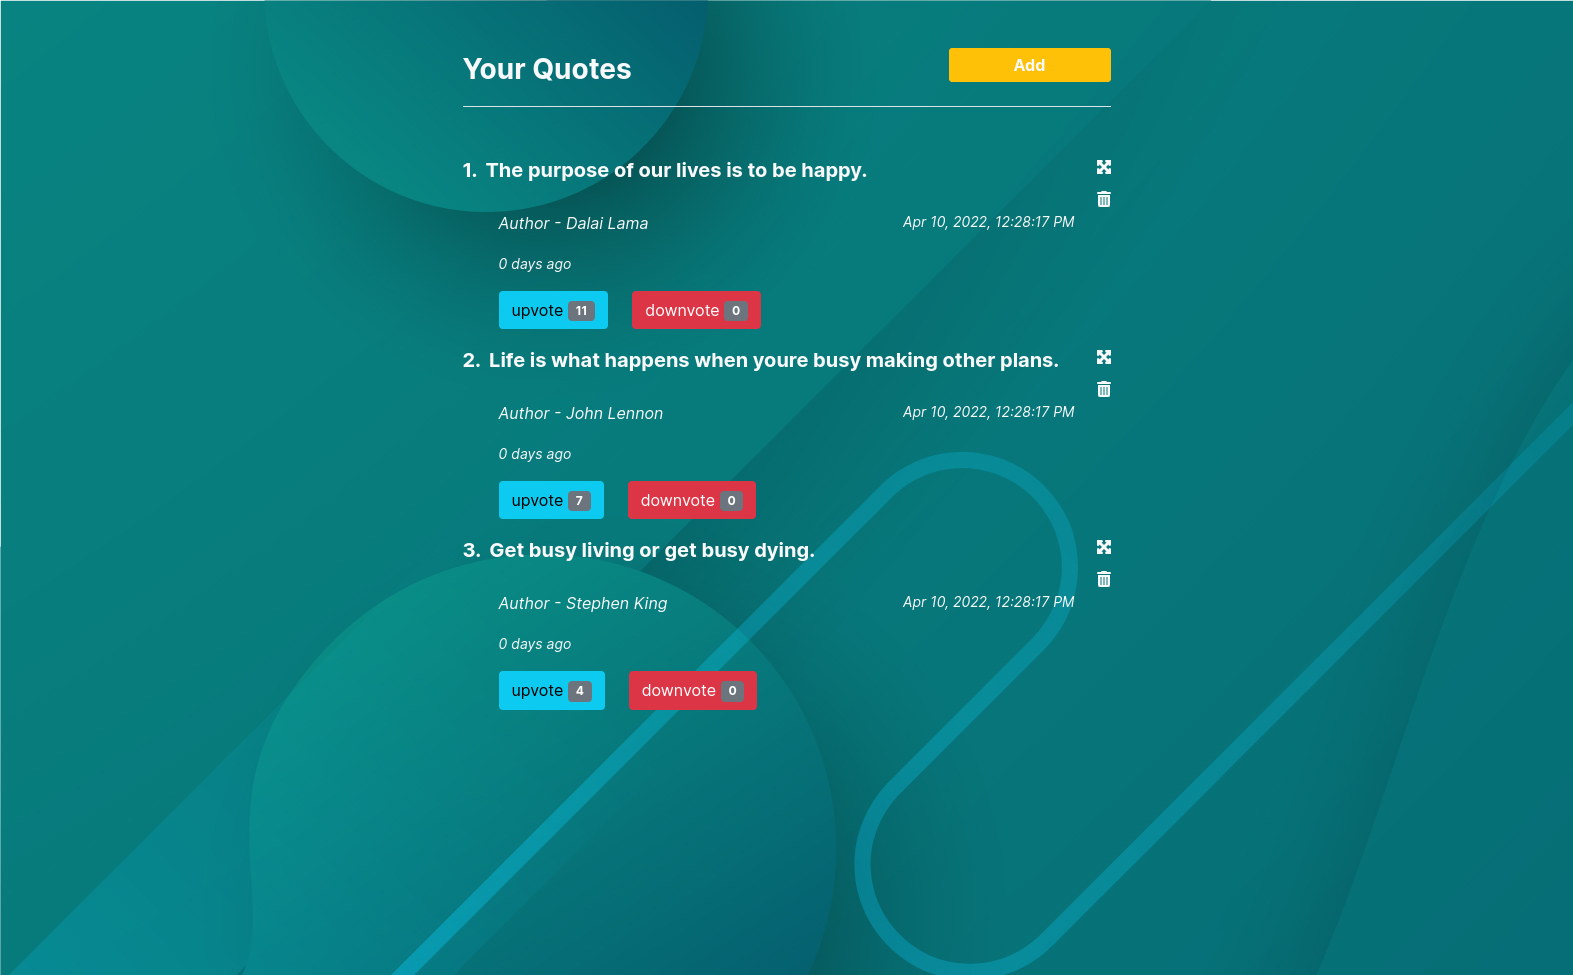 Your Quotes
Add
1. The purpose of our lives is to be happy.
Author - Dalai Lama
Apr 10, 2022, 12:28:17 PM
0 days ago
upvote 11
downvote 0
2. Life is what happens when youre busy making other plans.
Author - John Lennon
Apr 10, 2022, 12:28:17 PM
0 days ago
upvote 7
downvote 0
3. Get busy living or get busy dying.
Author - Stephen King
Apr 10, 2022, 12:28:17 PM
0 days ago
upvote 4
downvote 0